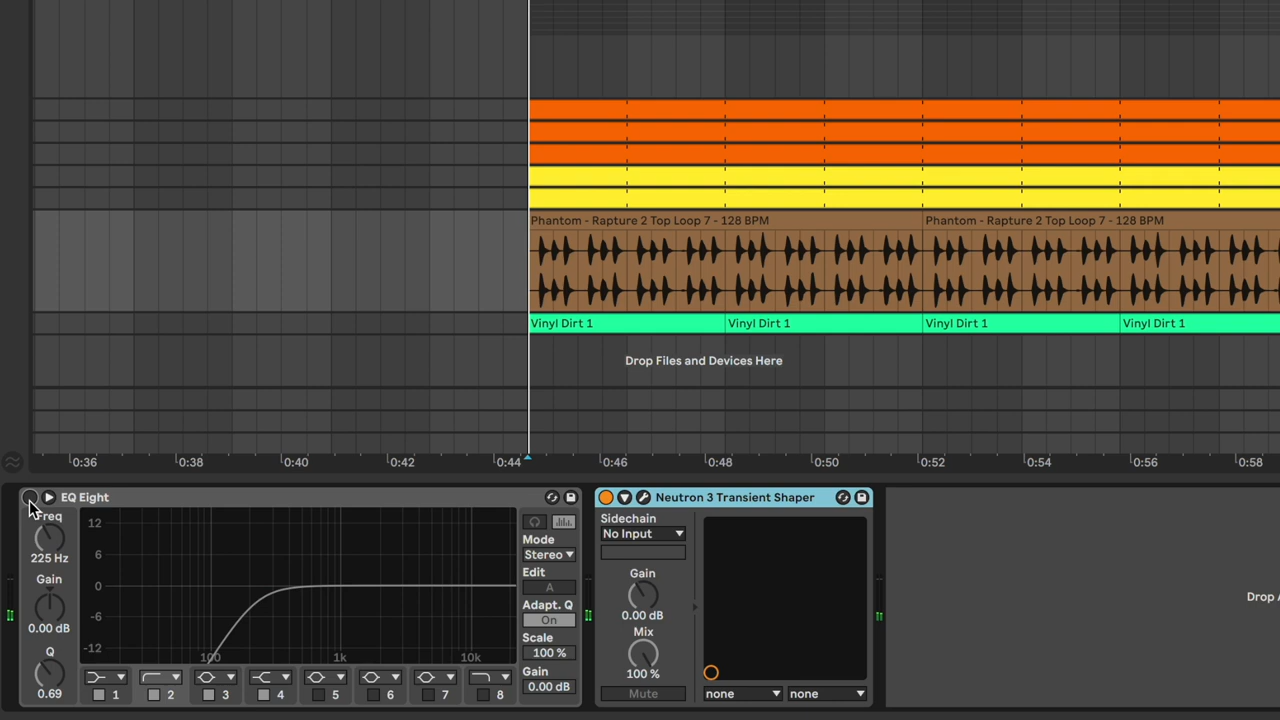 Phantom - Rapture 2 Top Loop 7 - 128 BPM
Phantom - Rapture 2 Top Loop 7 - 128 BPM
Vinyl Dirt 1
Vinyl Dirt 1
Vinyl Dirt 1
Vinyl Dirt 1
Drop Files and Devices Here
0:36
0:38
0:40
0:42
0:44
0:46
0:48
0:50
0:52
0:54
0:56
0:58
EQ Eight
Freq
225 Hz
Gain
0.00 dB
Q
0.69
12
6
0
-6
-12
100
1k
10k
1
2
3
4
5
6
7
8
Mode
Stereo
Edit
A
Adapt. Q
On
Scale
100 %
Gain
0.00 dB
Neutron 3 Transient Shaper
Sidechain
No Input
Gain
0.00 dB
Mix
100 %
Mute
none
none
Drop